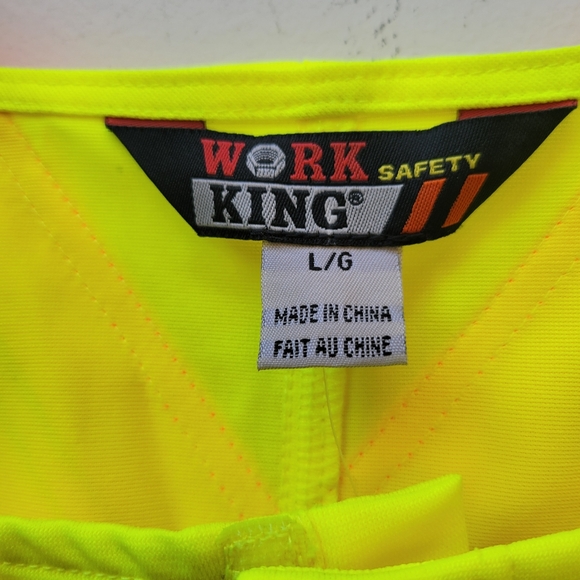 WORK SAFETY
KING®
L/G
MADE IN CHINA
FAIT AU CHINE